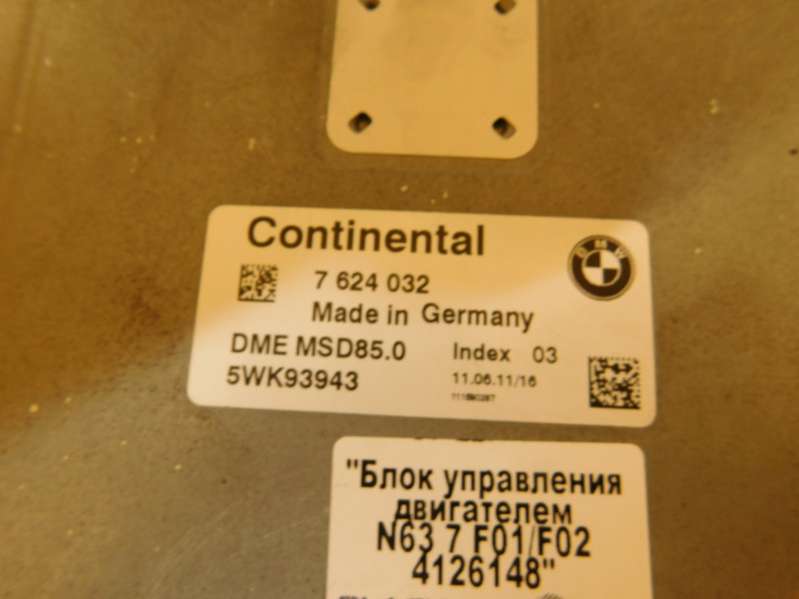 Continental
BMW
7 624 032
Made in Germany
DME MSD85.0 Index 03
5WK93943 11.06.11/16
"Блок управления
двигателем
N63 7 F01/F02
4126148"